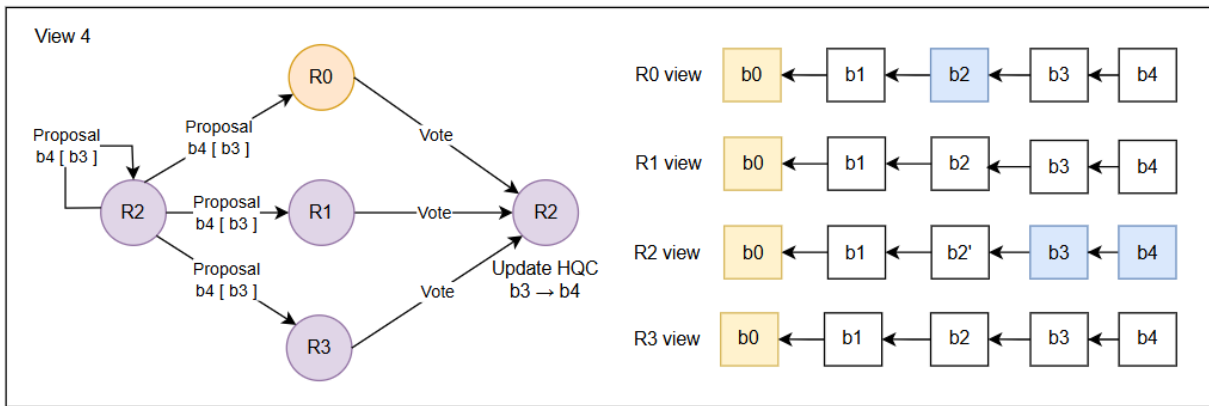 View 4
R0
Proposal
b4 [ b3 ]
Proposal
b4 [ b3 ]
Vote
R2
Proposal
b4 [ b3 ]
R1
Vote
R2
Proposal
b4 [ b3 ]
Vote
Update HQC
b3 → b4
R3
R0 view b0 b1 b2 b3 b4
R1 view b0 b1 b2 b3 b4
R2 view b0 b1 b2' b3 b4
R3 view b0 b1 b2 b3 b4